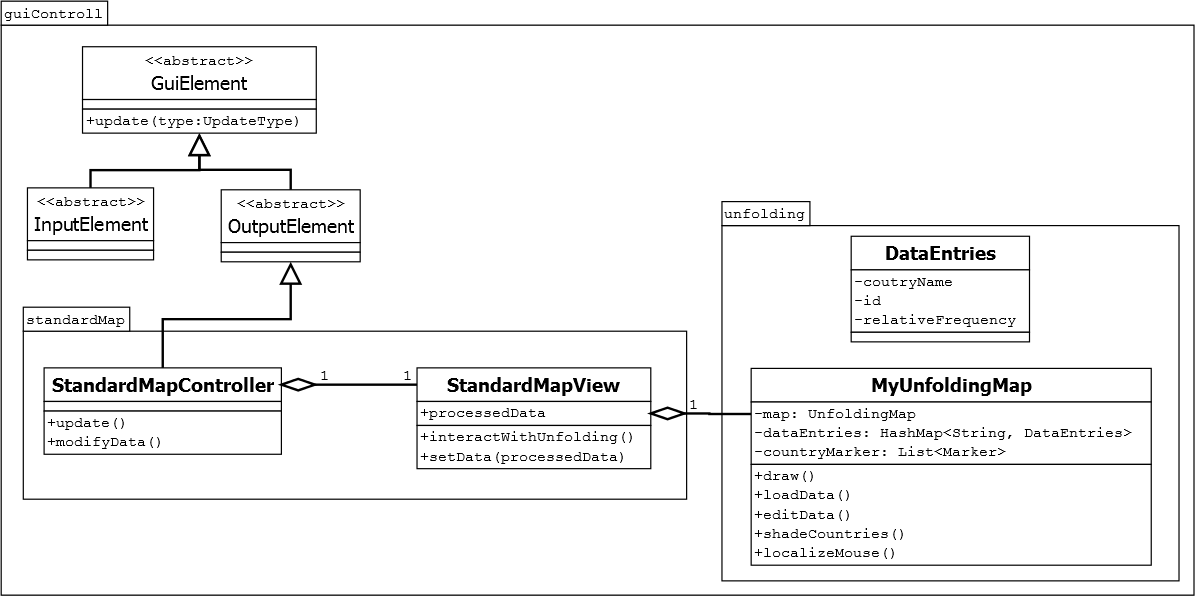 guiControll
<<abstract>>
GuiElement
+update(type:UpdateType)
<<abstract>>
InputElement
<<abstract>>
OutputElement
standardMap
StandardMapController
+update()
+modifyData()
1
1
StandardMapView
+processedData
+interactWithUnfolding()
+setData(processedData)
1
unfolding
DataEntries
-coutryName
-id
-relativeFrequency
MyUnfoldingMap
-map: UnfoldingMap
-dataEntries: HashMap<String, DataEntries>
-countryMarker: List<Marker>
+draw()
+loadData()
+editData()
+shadeCountries()
+localizeMouse()